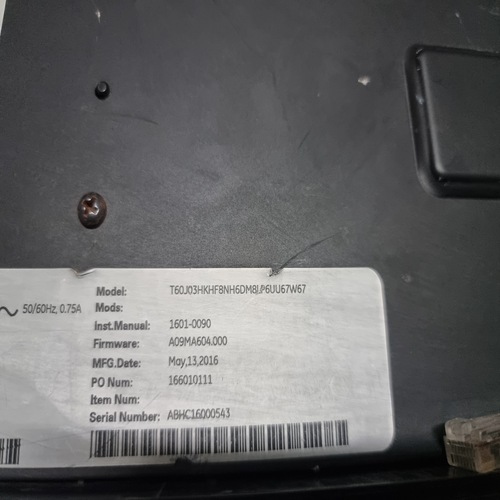 50/60Hz, 0.75A
Model: T60J03HKHF8NH6DM8LP6UU67W67
Mods:
Inst.Manual: 1601-0090
Firmware: A09MA604.000
MFG.Date: May,13,2016
PO Num: 166010111
Item Num:
Serial Number: ABHC16000543